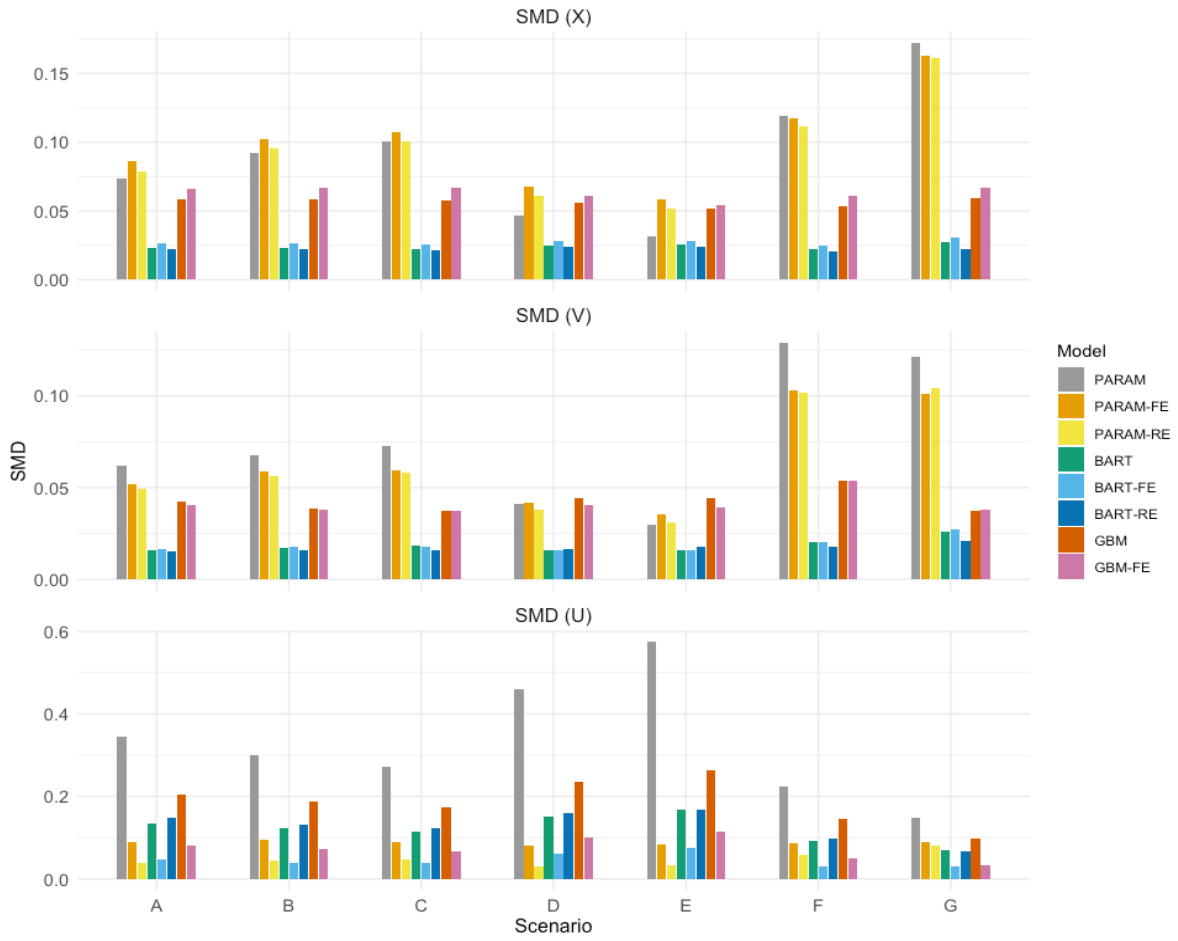 SMD (X)
0.15
0.10
0.05
0.00
SMD (V)
0.10
0.05
0.00
SMD
SMD (U)
0.6
0.4
0.2
0.0
A B C D E F G
Scenario
Model
PARAM
PARAM-FE
PARAM-RE
BART
BART-FE
BART-RE
GBM
GBM-FE